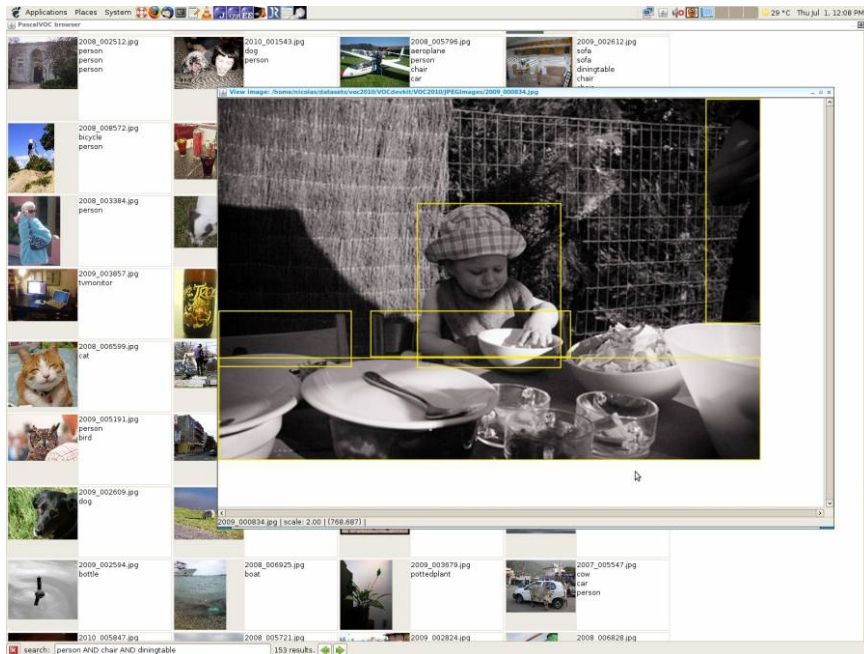 Applications Places System
29 °C Thu Jul 1, 12:08 PM
PascalVOC browser
2008_002512.jpg
person
person
person
2010_001543.jpg
dog
person
2008_005796.jpg
aeroplane
person
chair
car
2009_002612.jpg
sofa
sofa
diningtable
chair
View image: /home/nicolas/datasets/voc2010/VOCdevkit/VOC2010/JPEGImages/2009_000834.jpg
2008_008572.jpg
bicycle
person
2008_003384.jpg
person
2009_003857.jpg
tvmonitor
2008_006599.jpg
cat
2009_005191.jpg
person
bird
2009_002609.jpg
dog
2009_000834.jpg | scale: 2.00 | (768,687) |
2009_002594.jpg
bottle
2008_006925.jpg
boat
2009_003679.jpg
pottedplant
2007_005547.jpg
cow
car
person
2010_005847.jpg
2008_005721.jpg
2009_002824.jpg
2008_006828.jpg
search: person AND chair AND diningtable 153 results.